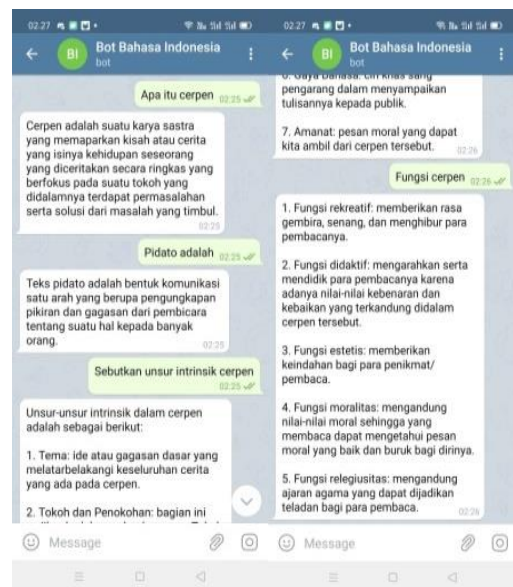 02.27
BI
Bot Bahasa Indonesia
bot
Apa itu cerpen 02:25
Cerpen adalah suatu karya sastra
yang memaparkan kisah atau cerita
yang isinya kehidupan seseorang
yang diceritakan secara ringkas yang
berfokus pada suatu tokoh yang
didalamnya terdapat permasalahan
serta solusi dari masalah yang timbul.
02:25
Pidato adalah 02:25
Teks pidato adalah bentuk komunikasi
satu arah yang berupa pengungkapan
pikiran dan gagasan dari pembicara
tentang suatu hal kepada banyak
orang. 02:25
Sebutkan unsur intrinsik cerpen
02:25
Unsur-unsur intrinsik dalam cerpen
adalah sebagai berikut:
1. Tema: ide atau gagasan dasar yang
melatarbelakangi keseluruhan cerita
yang ada pada cerpen.
2. Tokoh dan Penokohan: bagian ini
Message
02.27
BI
Bot Bahasa Indonesia
bot
6. Gaya Bahasa: ciri khas sang
pengarang dalam menyampaikan
tulisannya kepada publik.
7. Amanat: pesan moral yang dapat
kita ambil dari cerpen tersebut. 02:26
Fungsi cerpen 02:26
1. Fungsi rekreatif: memberikan rasa
gembira, senang, dan menghibur para
pembacanya.
2. Fungsi didaktif: mengarahkan serta
mendidik para pembacanya karena
adanya nilai-nilai kebenaran dan
kebaikan yang terkandung didalam
cerpen tersebut.
3. Fungsi estetis: memberikan
keindahan bagi para penikmat/
pembaca.
4. Fungsi moralitas: mengandung
nilai-nilai moral sehingga yang
membaca dapat mengetahui pesan
moral yang baik dan buruk bagi dirinya.
5. Fungsi relegiusitas: mengandung
ajaran agama yang dapat dijadikan
teladan bagi para pembaca. 02:26
Message